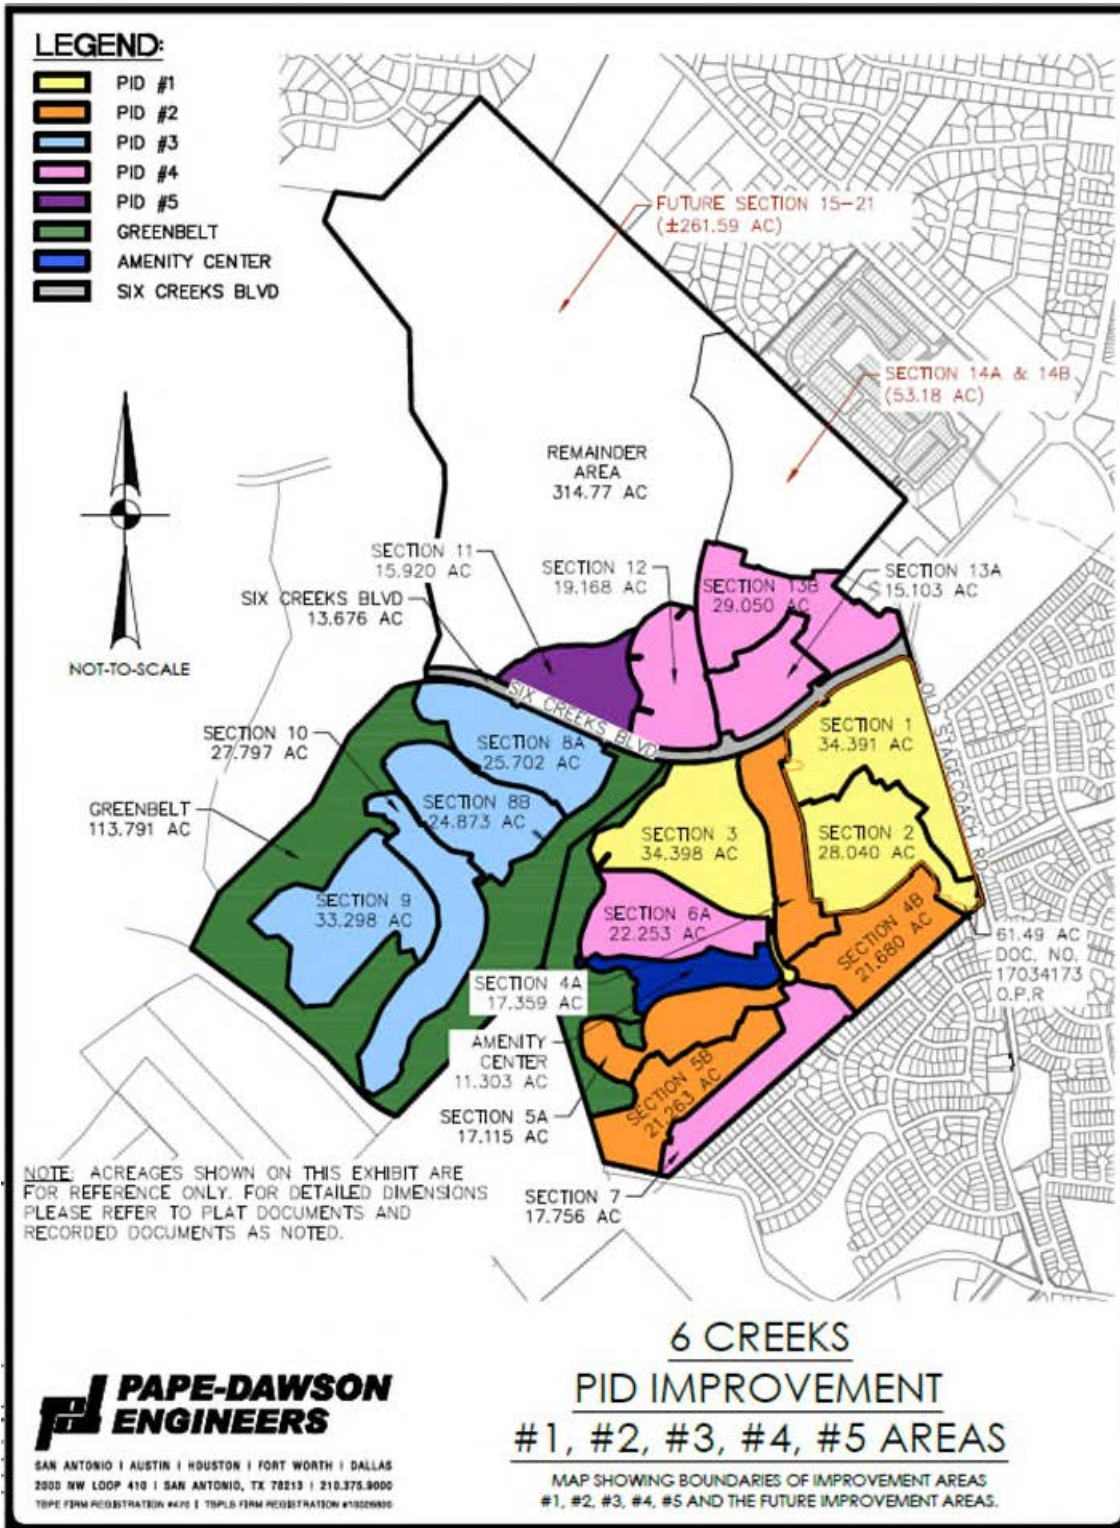 LEGEND:
PID #1
PID #2
PID #3
PID #4
PID #5
GREENBELT
AMENITY CENTER
SIX CREEKS BLVD
FUTURE SECTION 15-21
(±261.59 AC)
SECTION 14A & 14B
(53.18 AC)
REMAINDER
AREA
314.77 AC
SECTION 11
15.920 AC
SECTION 12
19.168 AC
SECTION 13B
29.050 AC
SECTION 13A
15.103 AC
SIX CREEKS BLVD
13.676 AC
NOT-TO-SCALE
SIX CREEKS BLVD
OLD STAGECOACH
SECTION 10
27.797 AC
SECTION 8A
25.702 AC
SECTION 1
34.391 AC
GREENBELT
113.791 AC
SECTION 8B
24.873 AC
SECTION 3
34.398 AC
SECTION 2
28.040 AC
SECTION 9
33.298 AC
SECTION 6A
22.253 AC
SECTION 4B
21.680 AC
61.49 AC
DOC. NO.
17034173
O.P.R
SECTION 4A
17.359 AC
AMENITY
CENTER
11.303 AC
SECTION 5B
21.263 AC
SECTION 5A
17.115 AC
SECTION 7
17.756 AC
NOTE: ACREAGES SHOWN ON THIS EXHIBIT ARE
FOR REFERENCE ONLY. FOR DETAILED DIMENSIONS
PLEASE REFER TO PLAT DOCUMENTS AND
RECORDED DOCUMENTS AS NOTED.
6 CREEKS
PID IMPROVEMENT
#1, #2, #3, #4, #5 AREAS
MAP SHOWING BOUNDARIES OF IMPROVEMENT AREAS
#1, #2, #3, #4, #5 AND THE FUTURE IMPROVEMENT AREAS.
PAPE-DAWSON
ENGINEERS
SAN ANTONIO I AUSTIN I HOUSTON I FORT WORTH I DALLAS
2000 NW LOOP 410 I SAN ANTONIO, TX 78213 I 210.375.9000
TBPE FIRM REGISTRATION #470 I TBPLS FIRM REGISTRATION #10028800